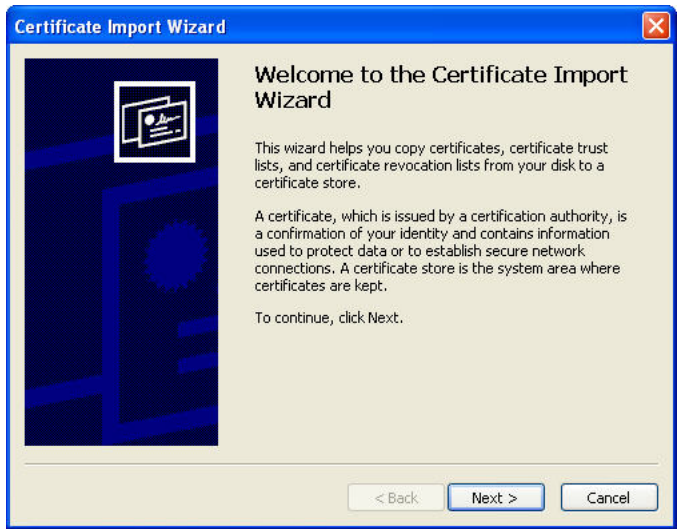 Certificate Import Wizard
Welcome to the Certificate Import
Wizard
This wizard helps you copy certificates, certificate trust
lists, and certificate revocation lists from your disk to a
certificate store.
A certificate, which is issued by a certification authority, is
a confirmation of your identity and contains information
used to protect data or to establish secure network
connections. A certificate store is the system area where
certificates are kept.
To continue, click Next.
< Back Next > Cancel